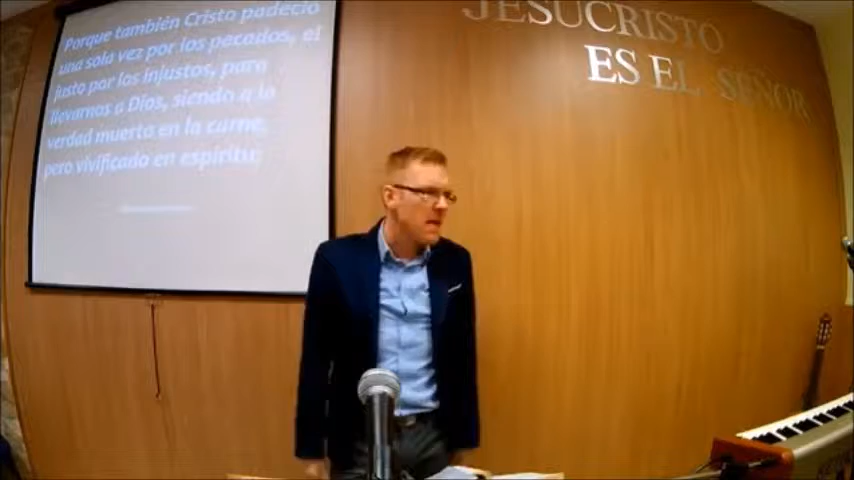 Porque también Cristo padeció
una sola vez por los pecados, el
justo por los injustos, para
llevarnos a Dios, siendo a la
verdad muerto en la carne,
pero vivificado en espíritu;
JESUCRISTO
ES EL SEÑOR